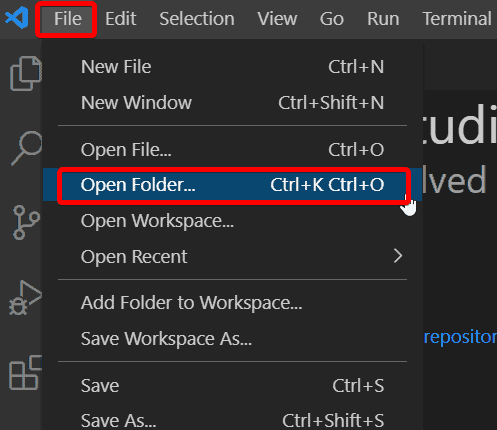 File Edit Selection View Go Run Terminal
New File Ctrl+N
New Window Ctrl+Shift+N
Open File... Ctrl+O
Open Folder... Ctrl+K Ctrl+O
Open Workspace...
Open Recent
Add Folder to Workspace...
Save Workspace As...
Save Ctrl+S
Save As... Ctrl+Shift+S
tudi
lved
repositor